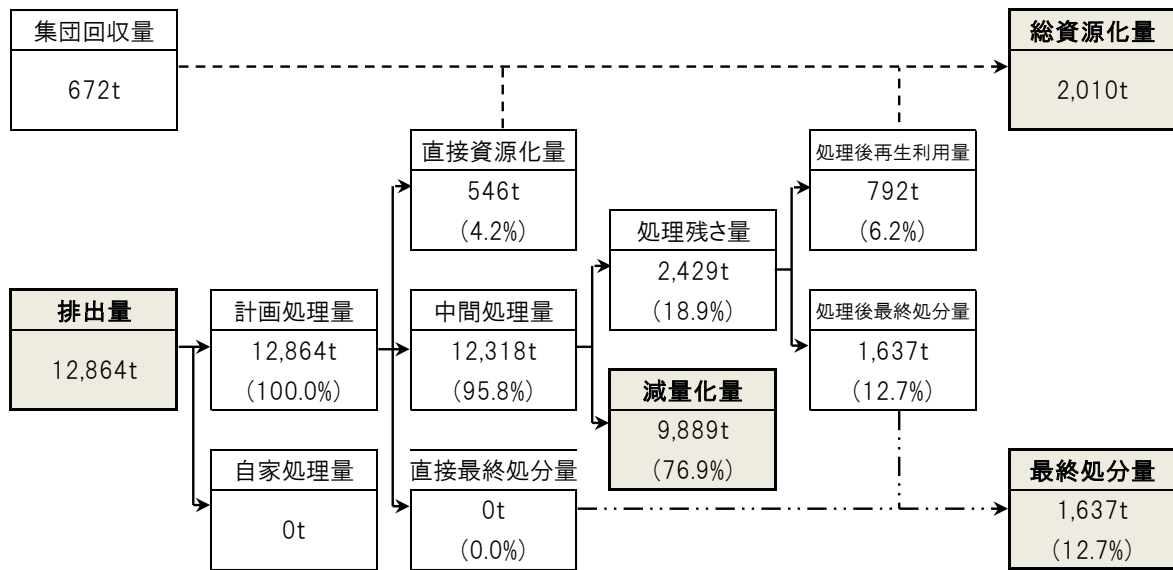 集団回収量
672t
総資源化量
2,010t
直接資源化量
546t
(4.2%)
処理後再生利用量
792t
(6.2%)
処理残さ量
2,429t
(18.9%)
排出量
12,864t
計画処理量
12,864t
(100.0%)
中間処理量
12,318t
(95.8%)
処理後最終処分量
1,637t
(12.7%)
減量化量
9,889t
(76.9%)
自家処理量
0t
直接最終処分量
0t
(0.0%)
最終処分量
1,637t
(12.7%)